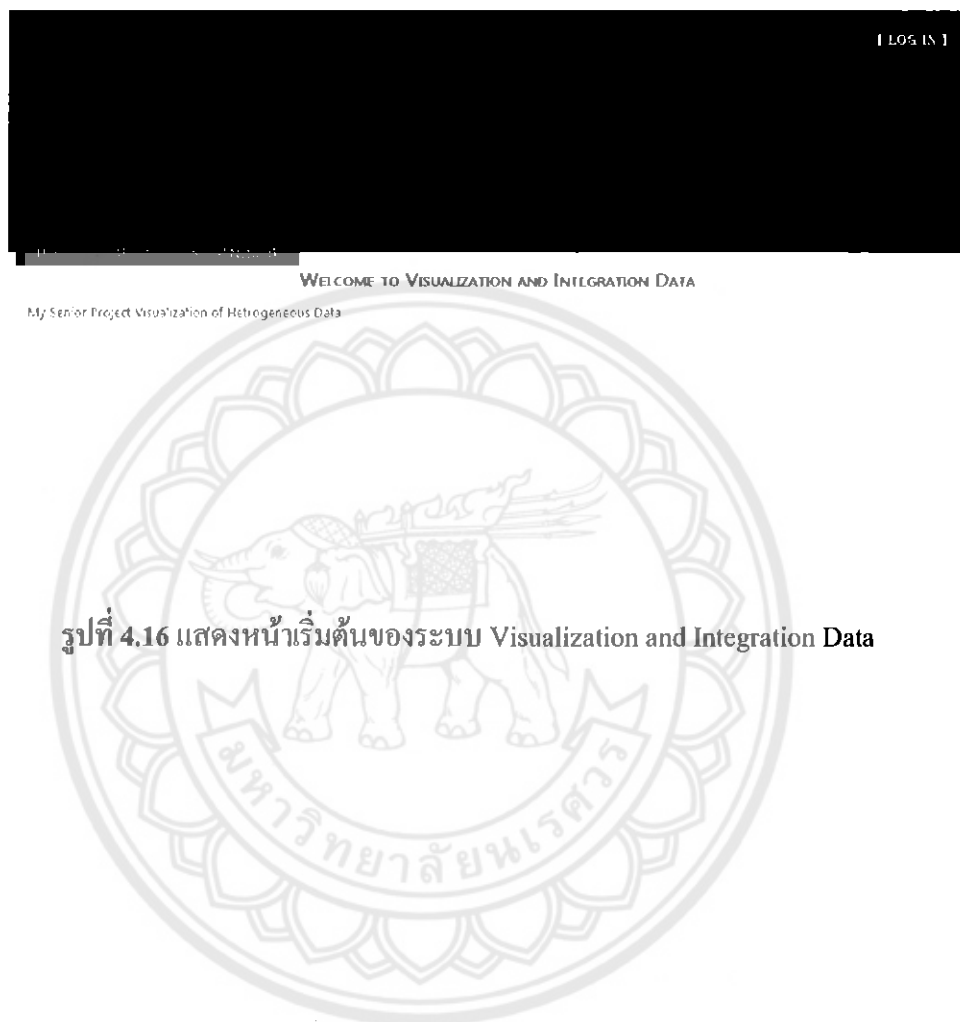 [ LOG IN ]
WELCOME TO VISUALIZATION AND INTEGRATION DATA
My Senior Project Visualization of Hetrogeneous Data
รูปที่ 4.16 แสดงหน้าเริ่มต้นของระบบ Visualization and Integration Data
มหาวิทยาลัยนเรศวร